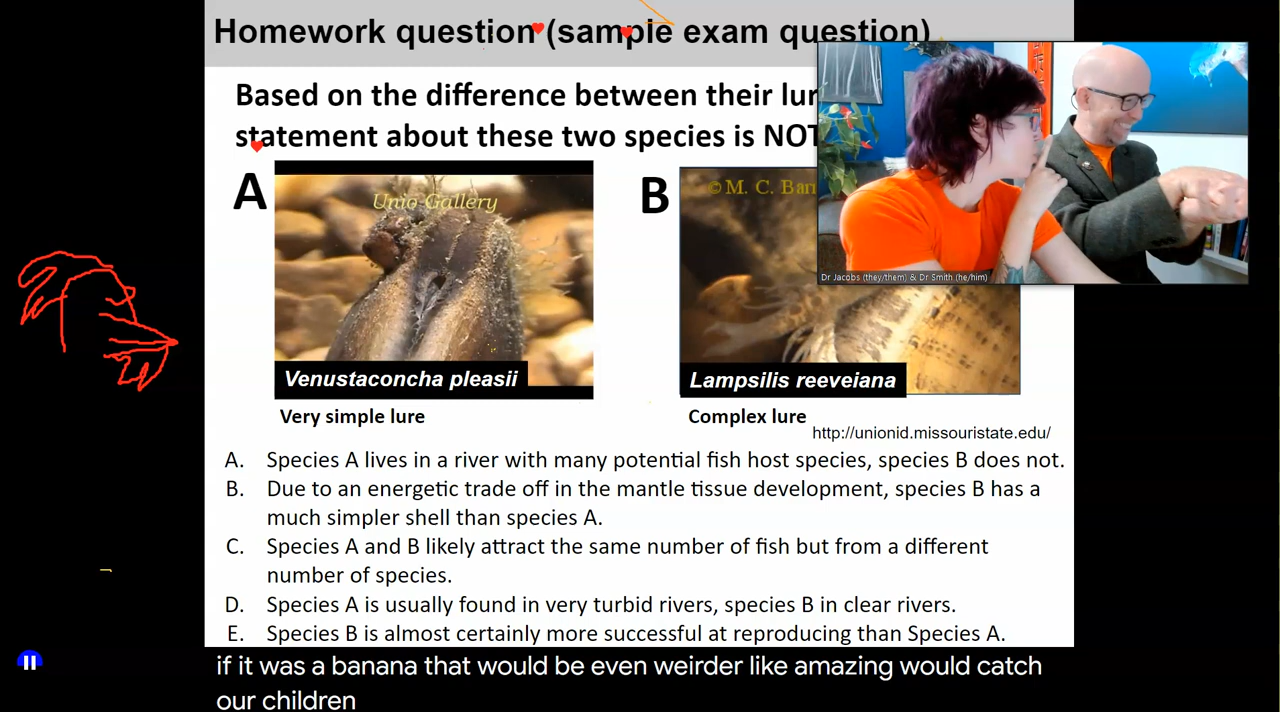 Homework question (sample exam question)
Based on the difference between their lur
statement about these two species is NOT
Dr Jacobs (they/them) & Dr Smith (he/him)
A
Unio Gallery
Venustaconcha pleasii
Very simple lure
B
© M. C. Bar
Lampsilis reeveiana
Complex lure
http://unionid.missouristate.edu/
A. Species A lives in a river with many potential fish host species, species B does not.
B. Due to an energetic trade off in the mantle tissue development, species B has a
much simpler shell than species A.
C. Species A and B likely attract the same number of fish but from a different
number of species.
D. Species A is usually found in very turbid rivers, species B in clear rivers.
E. Species B is almost certainly more successful at reproducing than Species A.
if it was a banana that would be even weirder like amazing would catch
our children